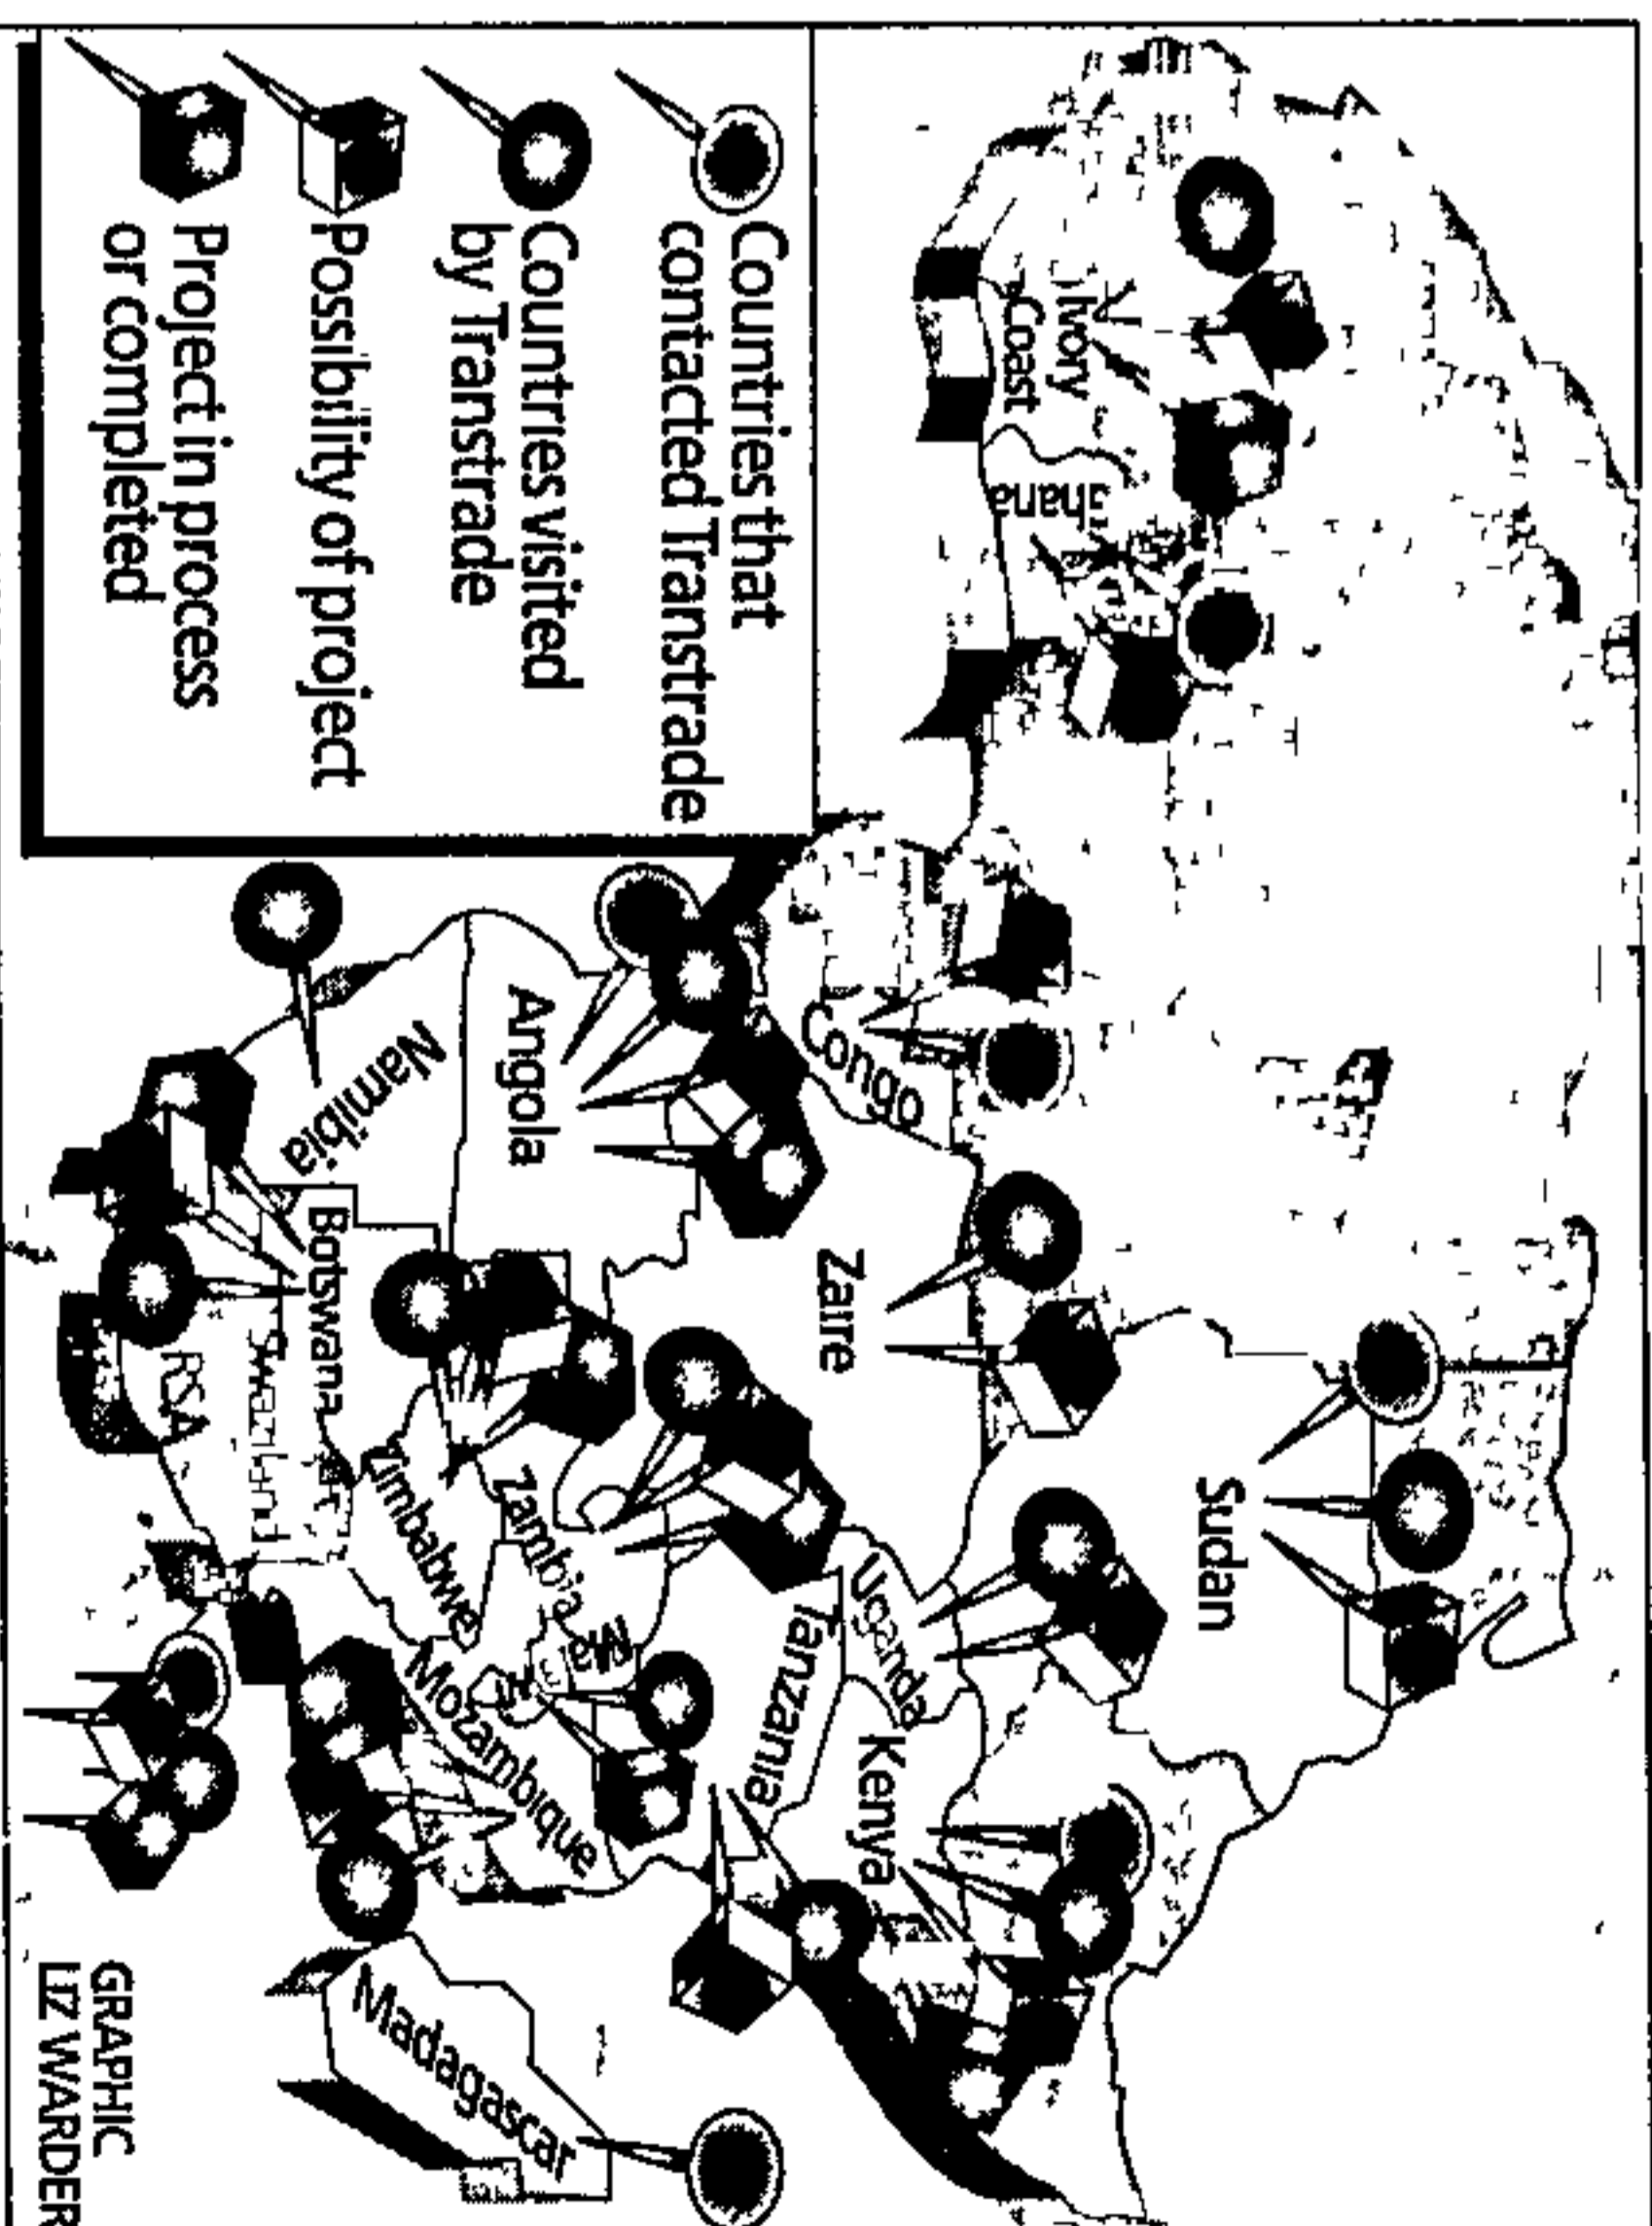 Ivory
Coast
Sudan
Congo
Zaire
Uganda
Kenya
Tanzania
Angola
Zambia
Mozambique
Zimbabwe
Namibia
Botswana
Swaziland
RSA
Madagascar
Countries that
contacted Transtrade
Countries visited
by Transtrade
Possibility of project
Project in process
or completed
GRAPHIC
LIZ WARDER